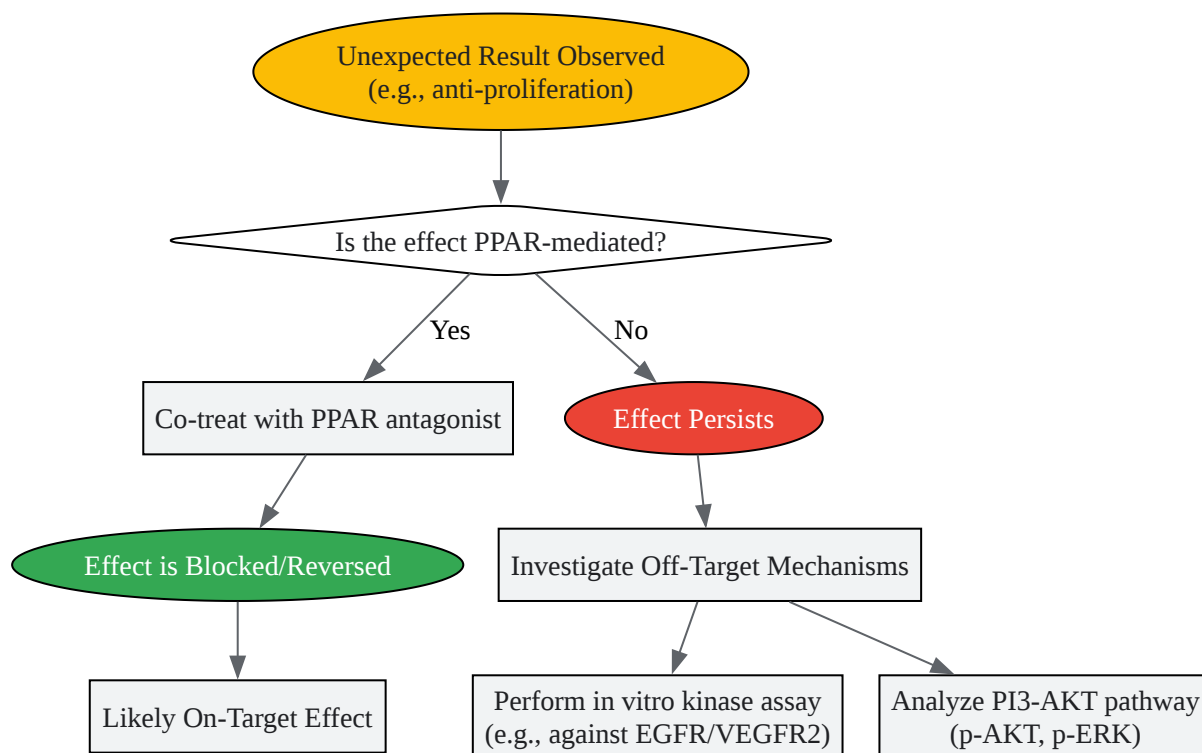 Unexpected Result Observed
(e.g., anti-proliferation)
Is the effect PPAR-mediated?
Yes
No
Co-treat with PPAR antagonist
Effect Persists
Effect is Blocked/Reversed
Investigate Off-Target Mechanisms
Likely On-Target Effect
Perform in vitro kinase assay
(e.g., against EGFR/VEGFR2)
Analyze PI3-AKT pathway
(p-AKT, p-ERK)